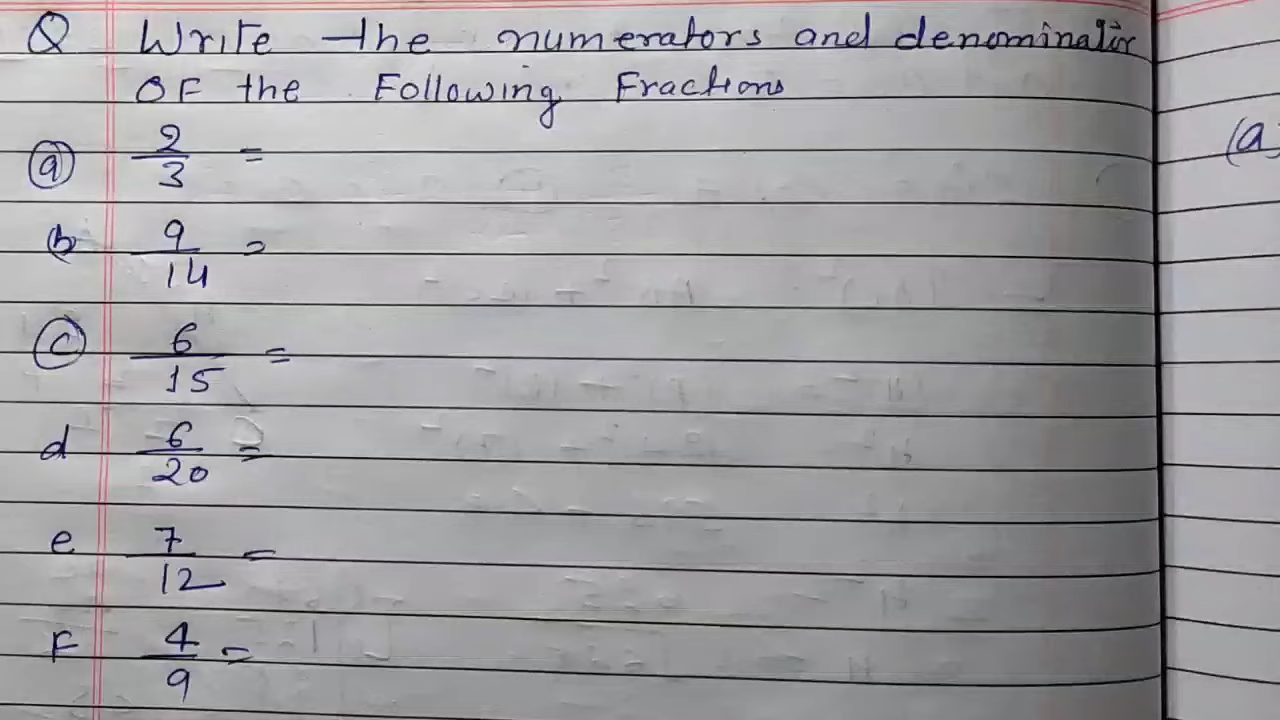 Q Write the numerators and denominator
OF the Following Fractions
(a) 2/3 =
(b) 9/14 =
(c) 6/15 =
d 6/20 =
e 7/12 =
F 4/9 =
(a)